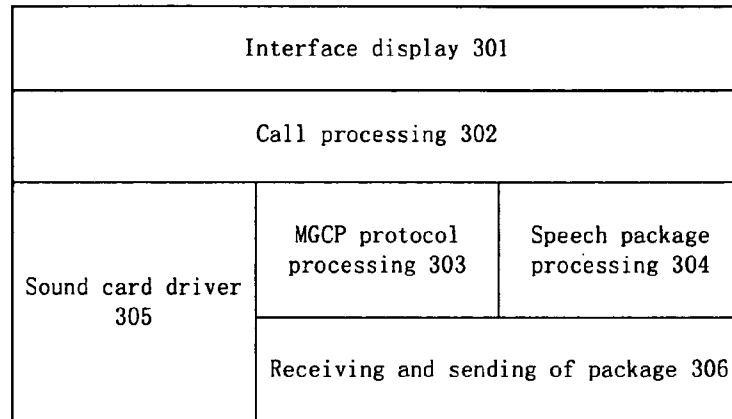 Interface display 301
Call processing 302
MGCP protocol
processing 303
Speech package
processing 304
Sound card driver
305
Receiving and sending of package 306